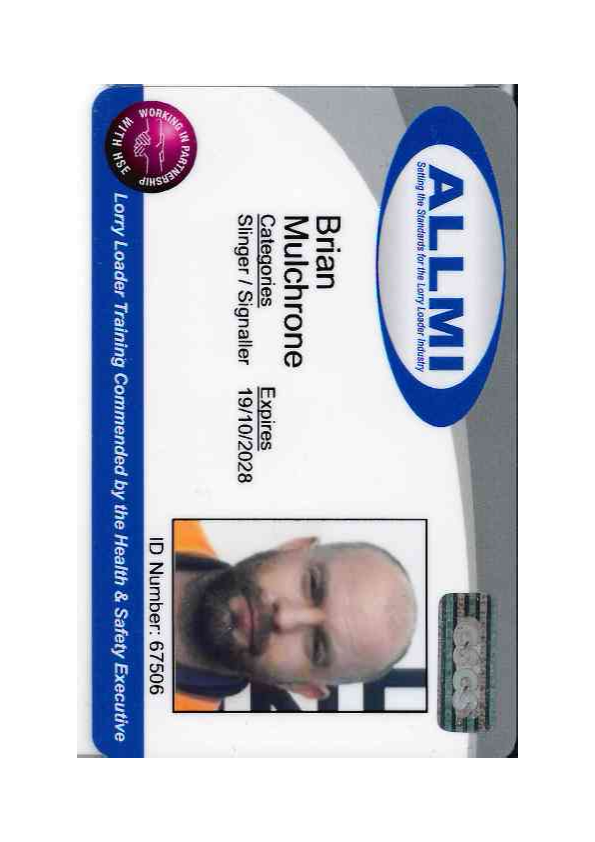 ALLMI
Setting the Standards for the Lorry Loader Industry
cscs
Brian
Mulchrone
Categories Expires
Slinger / Signaller 19/10/2028
ID Number: 67506
WORKING IN PARTNERSHIP
WITH HSE
Lorry Loader Training Commended by the Health & Safety Executive